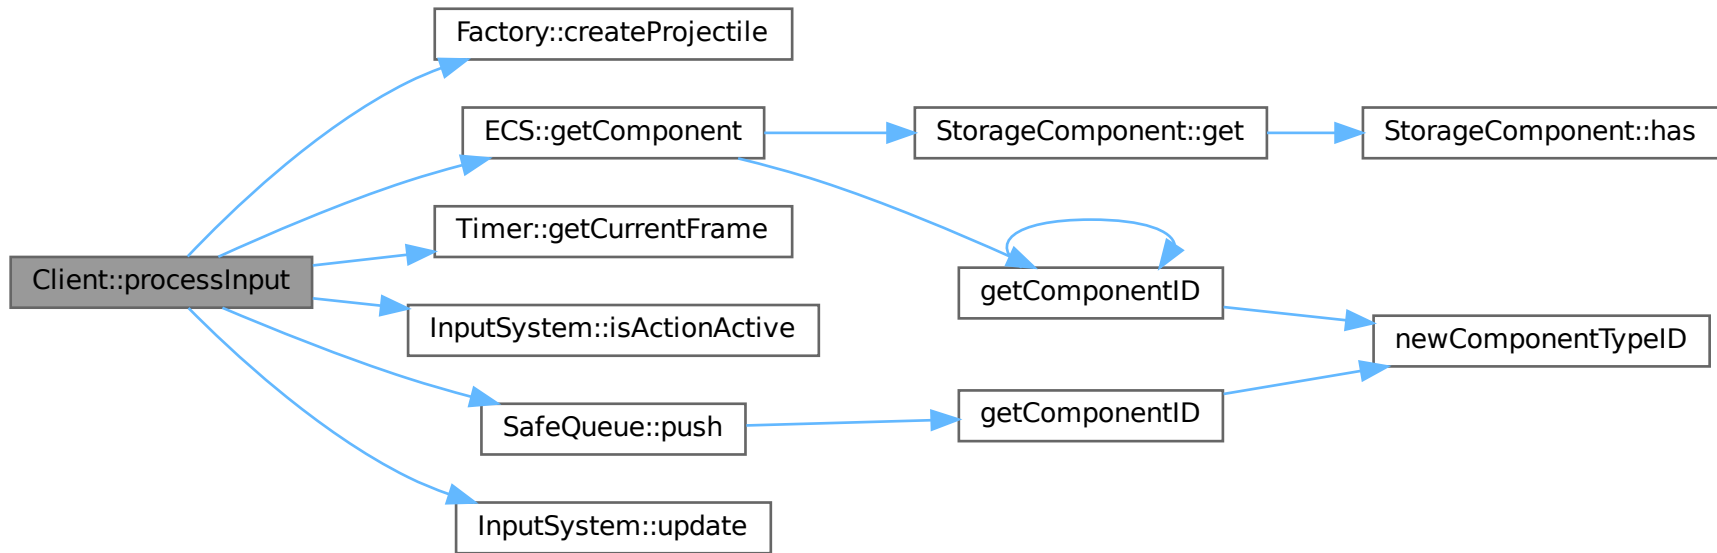 Factory::createProjectile
ECS::getComponent
StorageComponent::get
StorageComponent::has
Timer::getCurrentFrame
Client::processInput
getComponentID
InputSystem::isActionActive
newComponentTypeID
SafeQueue::push
getComponentID
InputSystem::update